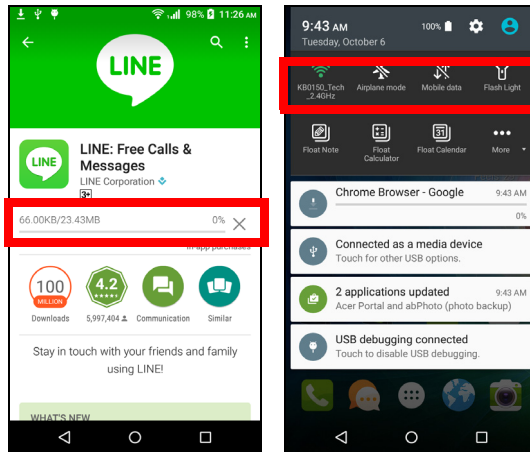 98% 11:26 AM
LINE
LINE
LINE: Free Calls &
Messages
LINE Corporation
3+
66.00KB/23.43MB 0%
In-app purchases
100
MILLION
4.2
Downloads 5,997,404 Communication Similar
Stay in touch with your friends and family
using LINE!
WHAT'S NEW
9:43 AM 100%
Tuesday, October 6
KB0150_Tech
_2.4GHz
Airplane mode
Mobile data
Flash Light
31
Float Note
Float
Calculator
Float Calendar
More
Chrome Browser - Google 9:43 AM
0%
Connected as a media device
Touch for other USB options.
2 applications updated 9:43 AM
Acer Portal and abPhoto (photo backup)
USB debugging connected
Touch to disable USB debugging.